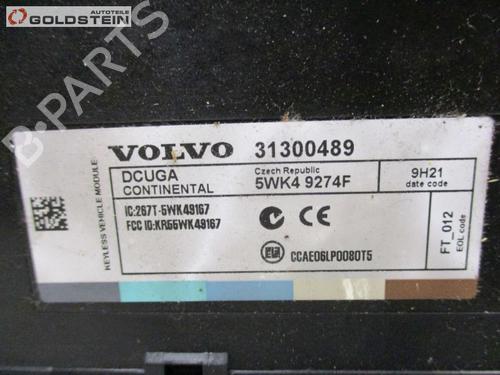 Autoteile
GOLDSTEIN
KEYLESS VEHICLE MODULE
VOLVO 31300489
DCUGA
CONTINENTAL
Czech Republic
5WK4 9274F
9H21
date code
IC:267T-5WK49167
FCC ID:KR55WK49167
CE
CCAE06LP0080T5
FT_012
EOL code